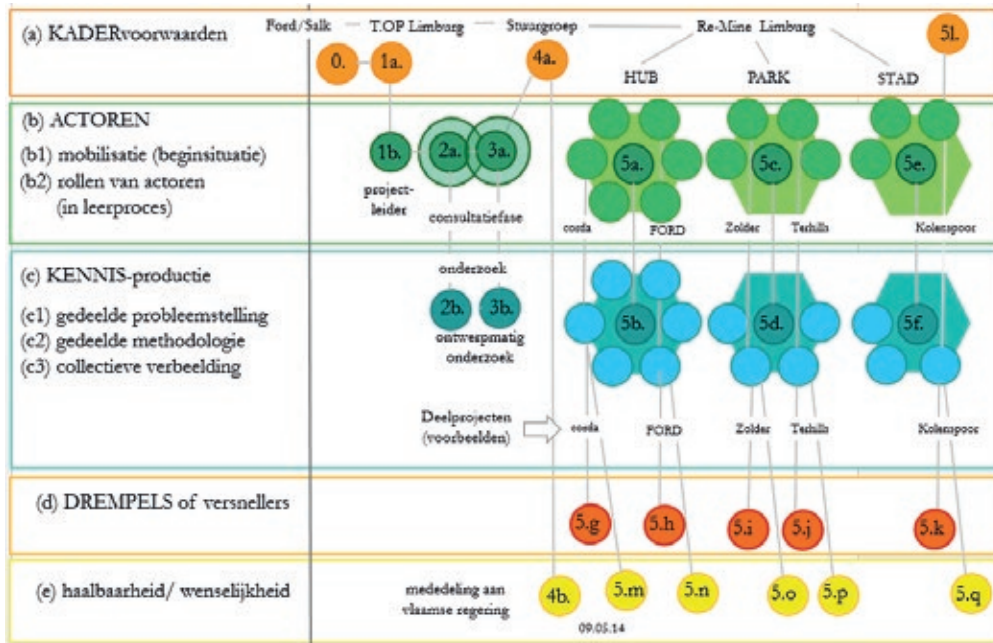 (a) KADERvoorwaarden
Ford/Salk T.OP Limburg Stuurgroep Re-Mine Limburg
0. 1a. 4a. 5l.
HUB PARK STAD
(b) ACTOREN
(b1) mobilisatie (beginsituatie)
(b2) rollen van actoren
(in leerproces)
1b. 2a. 3a. 5a. 5c. 5e.
project-
leider
consultatiefase
corda FORD Zolder Terhills Kolenspoor
(c) KENNIS-productie
(c1) gedeelde probleemstelling
(c2) gedeelde methodologie
(c3) collectieve verbeelding
onderzoek
2b. 3b. 5b. 5d. 5f.
ontwerpmatig
onderzoek
Deelprojecten
(voorbeelden)
corda FORD Zolder Terhills Kolenspoor
(d) DREMPELS of versnellers
5.g 5.h 5.i 5.j 5.k
(e) haalbaarheid/ wenselijkheid
mededeling aan
vlaamse regering
4b. 5.m 5.n 5.o 5.p 5.q
09.05.14